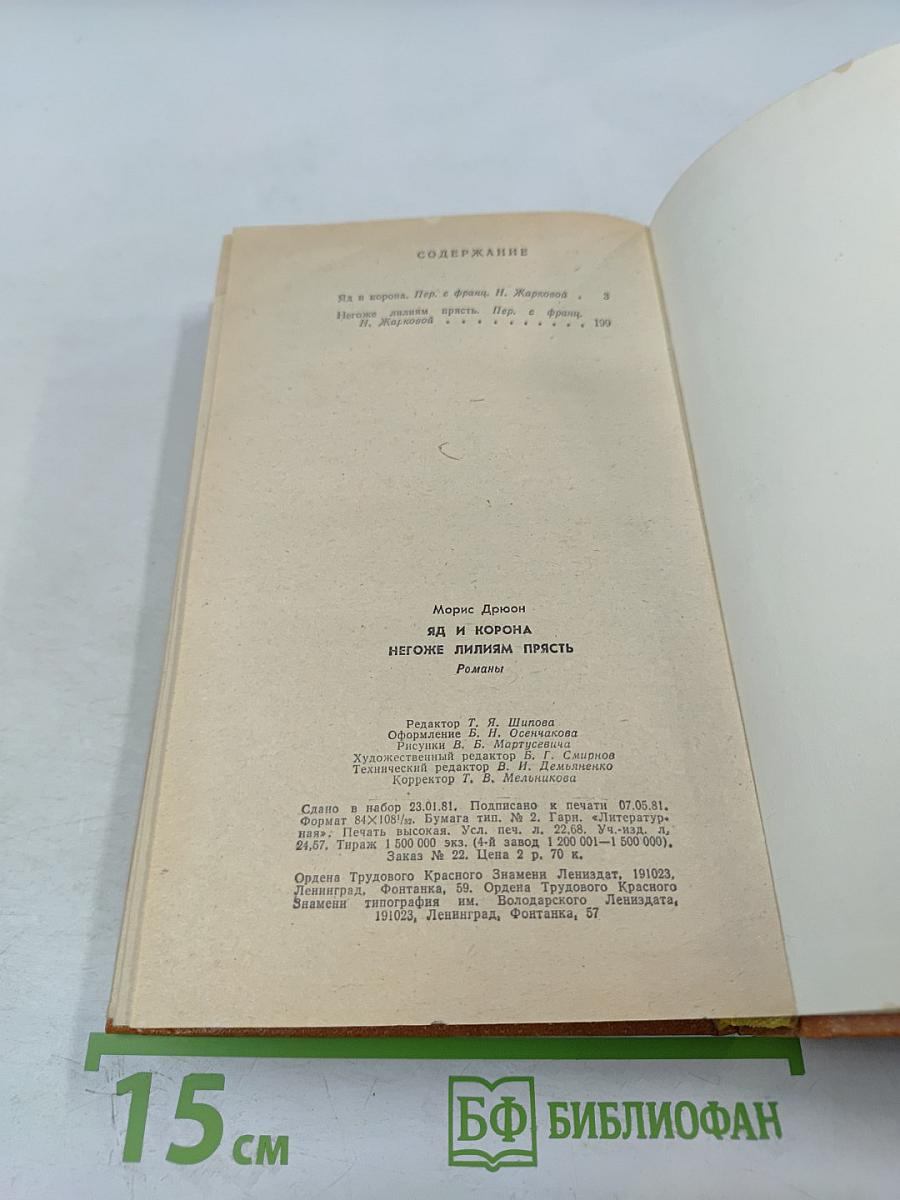 СОДЕРЖАНИЕ
Яд и корона. Пер. с франц. Н. Жарковой . 3
Негоже лилиям прясть. Пер. с франц.
Н. Жарковой . . . . . . . . . . 199
Морис Дрюон
ЯД И КОРОНА
НЕГОЖЕ ЛИЛИЯМ ПРЯСТЬ
Романы
Редактор Т. Я. Шипова
Оформление Б. Н. Осенчакова
Рисунки В. Б. Мартусевича
Художественный редактор Б. Г. Смирнов
Технический редактор В. И. Демьяненко
Корректор Т. В. Мельникова
Сдано в набор 23.01.81. Подписано к печати 07.05.81.
Формат 84×108¹/₃₂. Бумага тип. № 2. Гарн. «Литератур-
ная». Печать высокая. Усл. печ. л. 22,68. Уч.-изд. л.
24,57. Тираж 1 500 000 экз. (4-й завод 1 200 001—1 500 000).
Заказ № 22. Цена 2 р. 70 к.
Ордена Трудового Красного Знамени Лениздат, 191023,
Ленинград, Фонтанка, 59. Ордена Трудового Красного
Знамени типография им. Володарского Лениздата,
191023, Ленинград, Фонтанка, 57
15 см
БФ БИБЛИОФАН